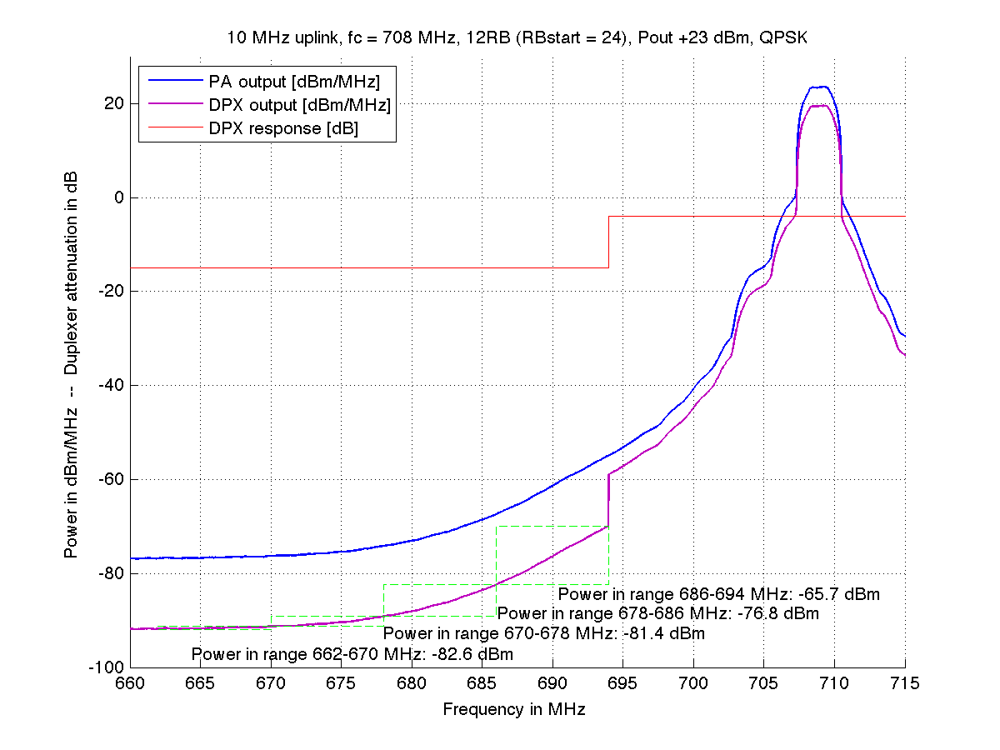 10 MHz uplink, fc = 708 MHz, 12RB (RBstart = 24), Pout +23 dBm, QPSK
PA output [dBm/MHz]
DPX output [dBm/MHz]
DPX response [dB]
Power in dBm/MHz -- Duplexer attenuation in dB
20
0
-20
-40
-60
-80
-100
Power in range 686-694 MHz: -65.7 dBm
Power in range 678-686 MHz: -76.8 dBm
Power in range 670-678 MHz: -81.4 dBm
Power in range 662-670 MHz: -82.6 dBm
660 665 670 675 680 685 690 695 700 705 710 715
Frequency in MHz